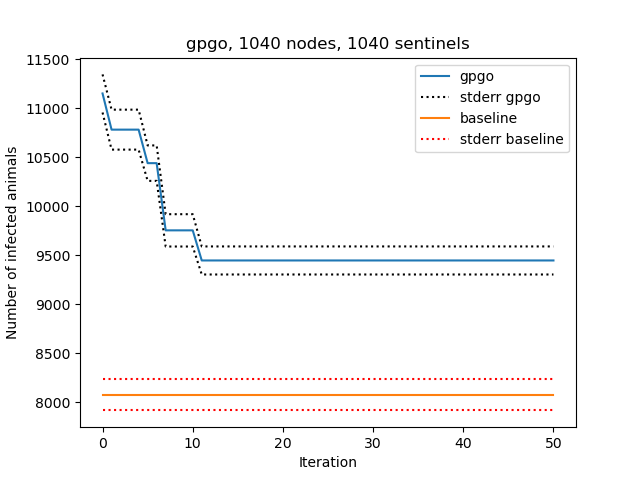 gpgo, 1040 nodes, 1040 sentinels
11500
11000
10500
10000
9500
9000
8500
8000
Number of infected animals
gpgo
stderr gpgo
baseline
stderr baseline
0 10 20 30 40 50
Iteration